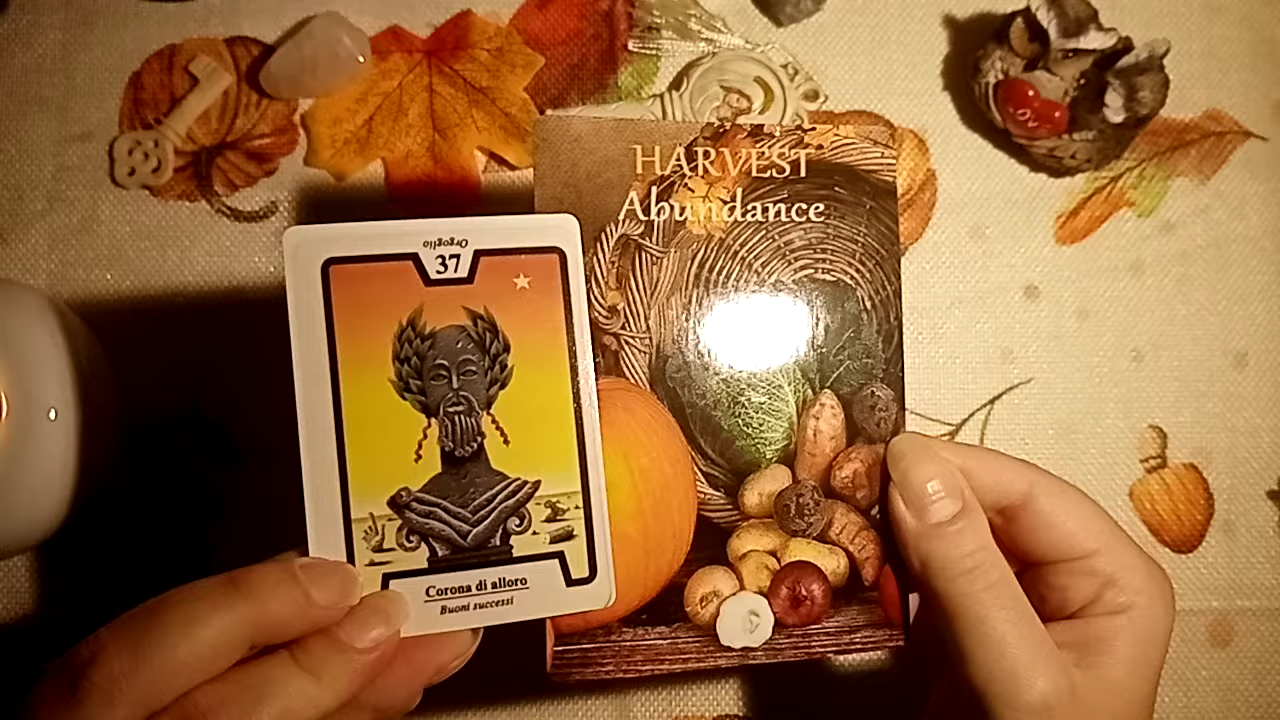 Orgoglio
37
Corona di alloro
Buoni successi
HARVEST
Abundance